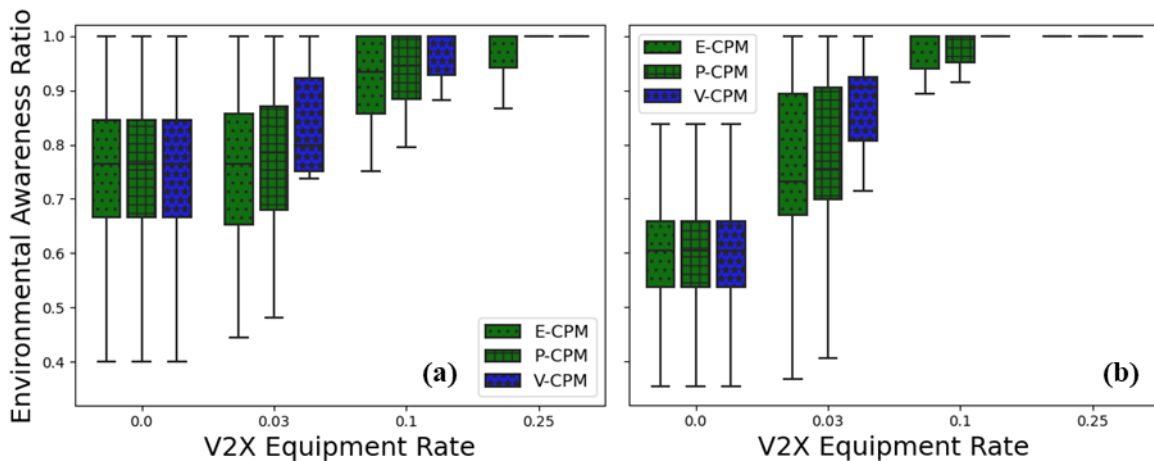 Environmental Awareness Ratio
1.0
0.9
0.8
0.7
0.6
0.5
0.4
E-CPM
P-CPM
V-CPM
(a)
0.0 0.03 0.1 0.25
V2X Equipment Rate
E-CPM
P-CPM
V-CPM
(b)
0.0 0.03 0.1 0.25
V2X Equipment Rate